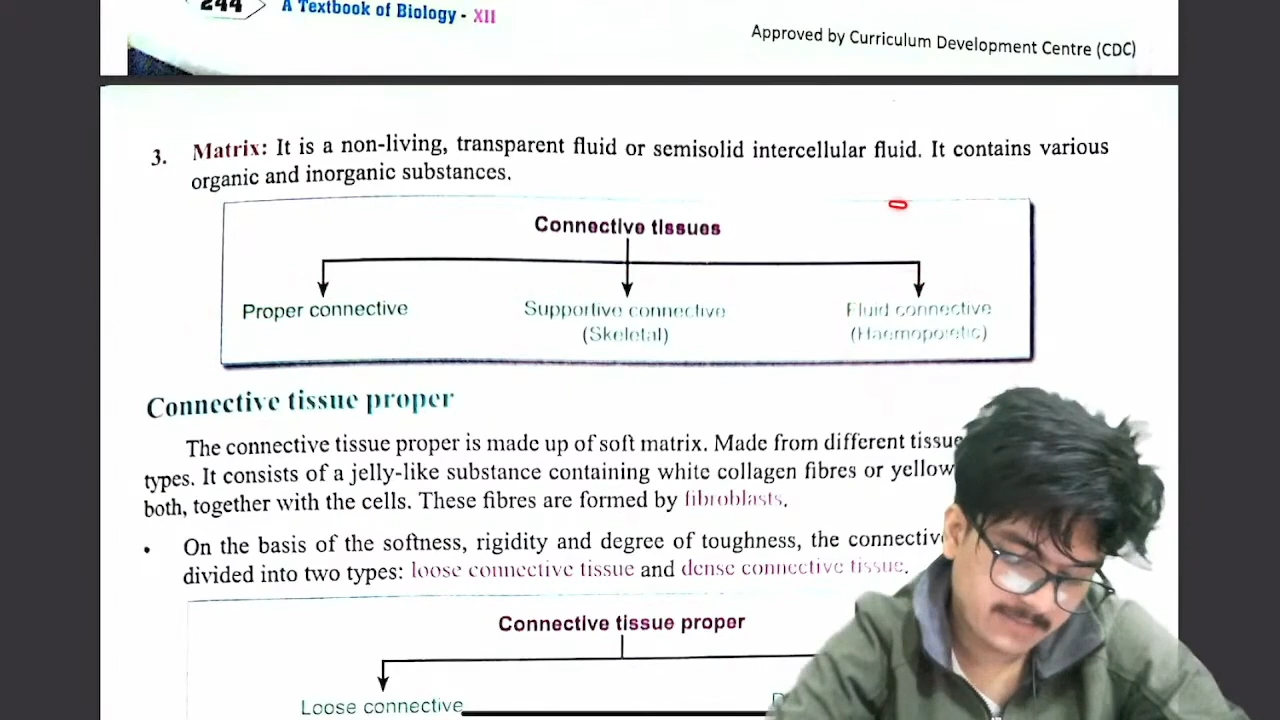 244 A Textbook of Biology - XII
Approved by Curriculum Development Centre (CDC)
3. Matrix: It is a non-living, transparent fluid or semisolid intercellular fluid. It contains various
organic and inorganic substances.
Connective tissues
Proper connective
Supportive connective
(Skeletal)
Fluid connective
(Haemopoietic)
Connective tissue proper
The connective tissue proper is made up of soft matrix. Made from different tissue
types. It consists of a jelly-like substance containing white collagen fibres or yellow
both, together with the cells. These fibres are formed by fibroblasts.
• On the basis of the softness, rigidity and degree of toughness, the
divided into two types: loose connective tissue and dense connective tissue.
Connective tissue proper
Loose connective